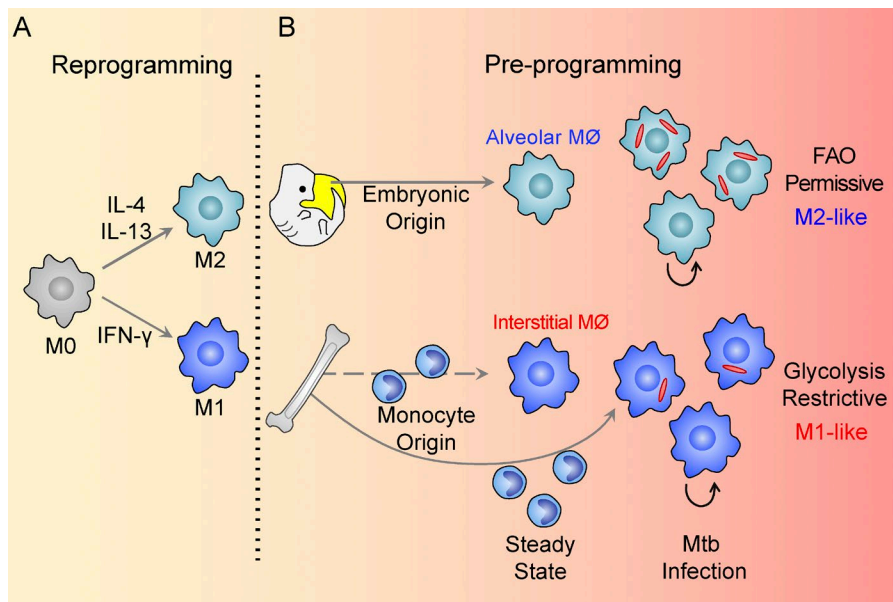 A
Reprogramming
IL-4
IL-13
M2
M0
IFN-γ
M1
B
Pre-programming
Alveolar MØ
Embryonic
Origin
FAO
Permissive
M2-like
Interstitial MØ
Monocyte
Origin
Glycolysis
Restrictive
M1-like
Steady
State
Mtb
Infection